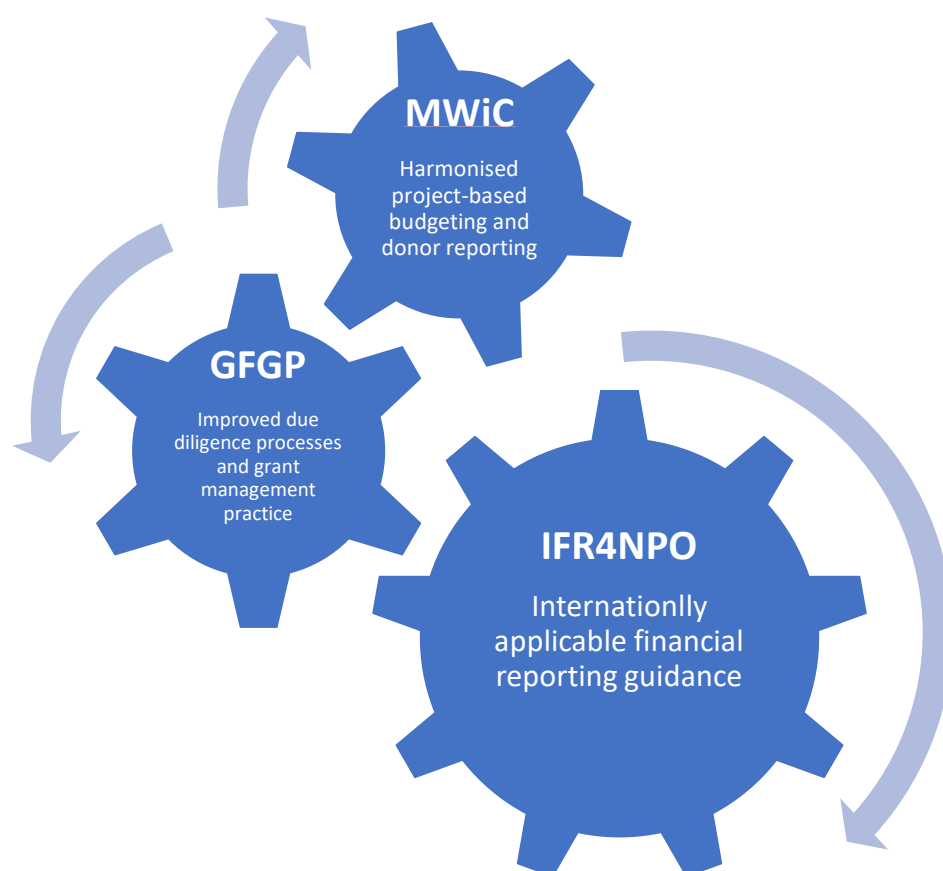 MWiC
Harmonised
project-based
budgeting and
donor reporting
GFGP
Improved due
diligence processes
and grant
management
practice
IFR4NPO
Internationlly
applicable financial
reporting guidance